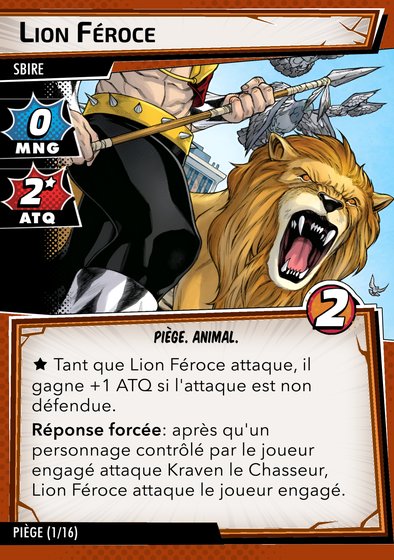 LION FÉROCE
SBIRE
0
MNG
2★
ATQ
2
PIÈGE. ANIMAL.
★ Tant que Lion Féroce attaque, il
gagne +1 ATQ si l'attaque est non
défendue.
Réponse forcée: après qu'un
personnage contrôlé par le joueur
engagé attaque Kraven le Chasseur,
Lion Féroce attaque le joueur engagé.
PIÈGE (1/16)